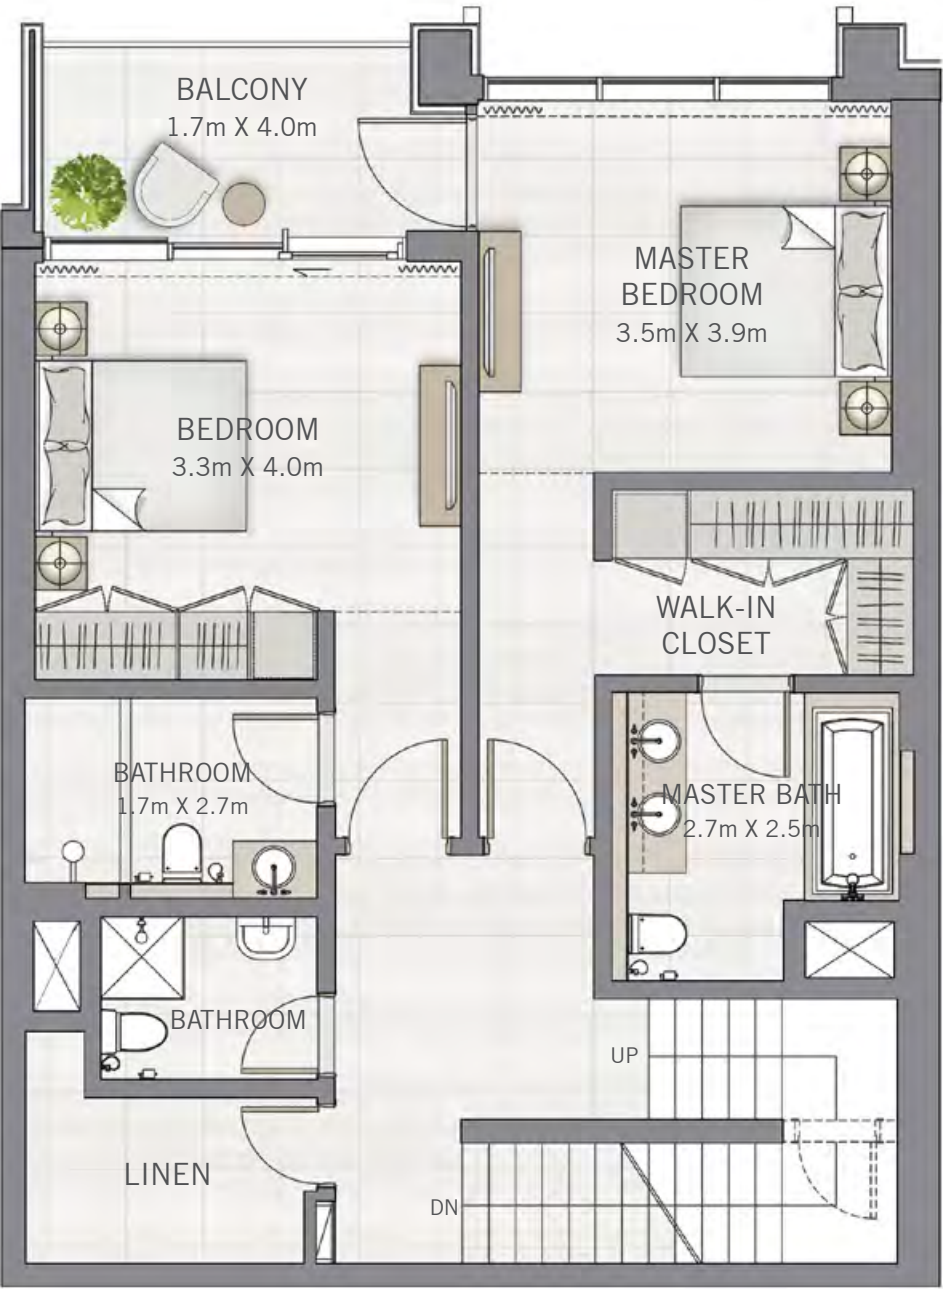 BALCONY
1.7m X 4.0m
MASTER
BEDROOM
3.5m X 3.9m
BEDROOM
3.3m X 4.0m
WALK-IN
CLOSET
BATHROOM
1.7m X 2.7m
MASTER BATH
2.7m X 2.5m
BATHROOM
UP
LINEN
DN